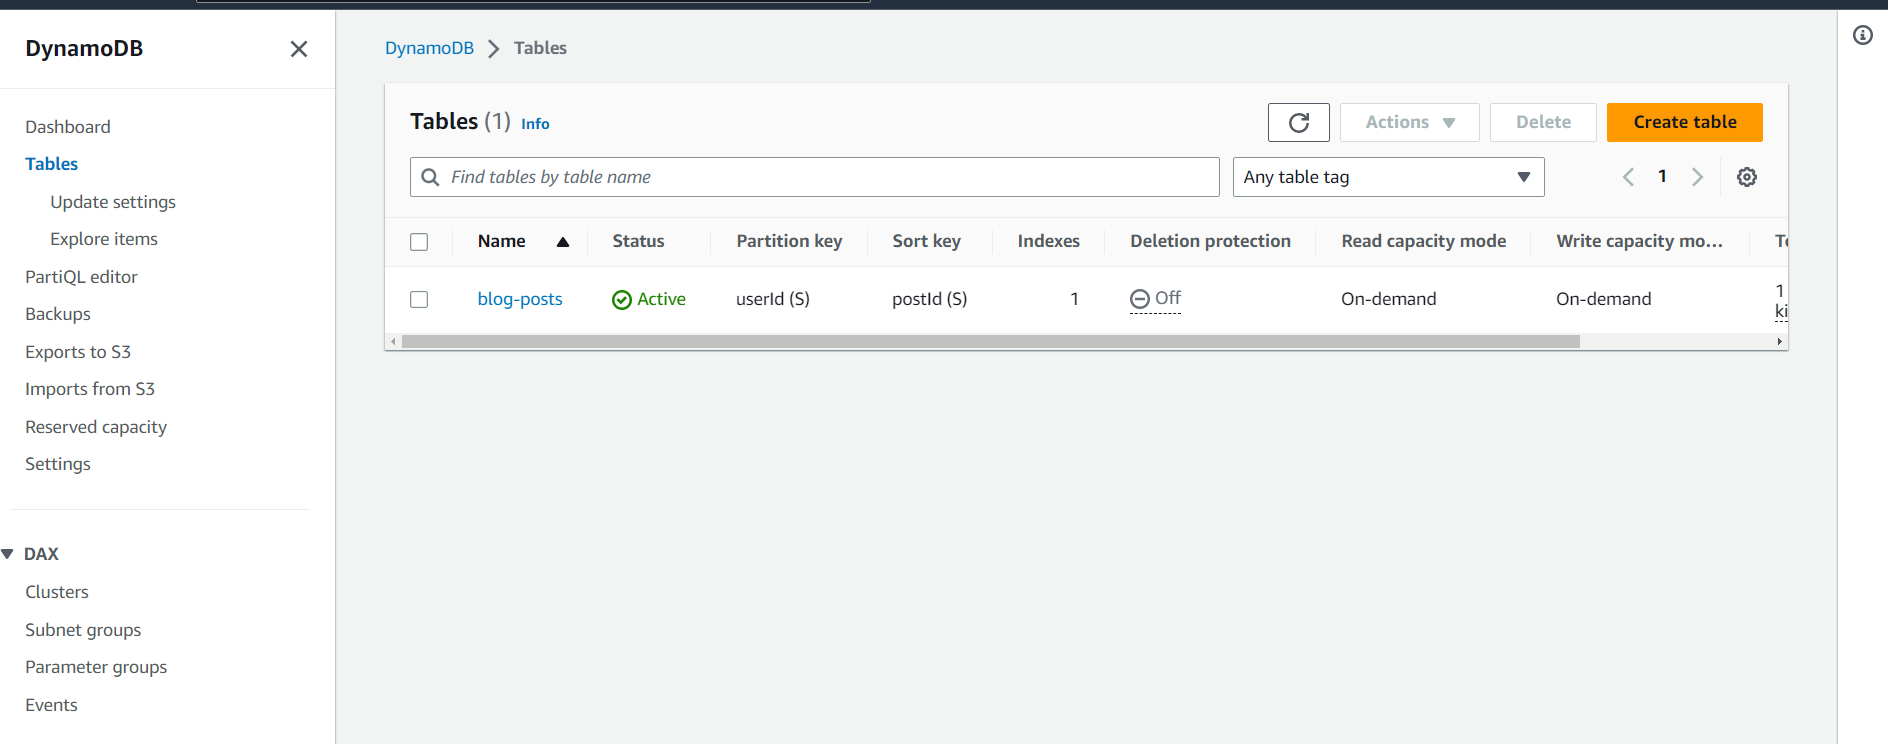 DynamoDB
Dashboard
Tables
Update settings
Explore items
PartiQL editor
Backups
Exports to S3
Imports from S3
Reserved capacity
Settings
DAX
Clusters
Subnet groups
Parameter groups
Events
DynamoDB Tables
Tables (1) Info
Actions Delete Create table
Find tables by table name Any table tag 1
Name Status Partition key Sort key Indexes Deletion protection Read capacity mode Write capacity mo...
blog-posts Active userId (S) postId (S) 1 Off On-demand On-demand 1